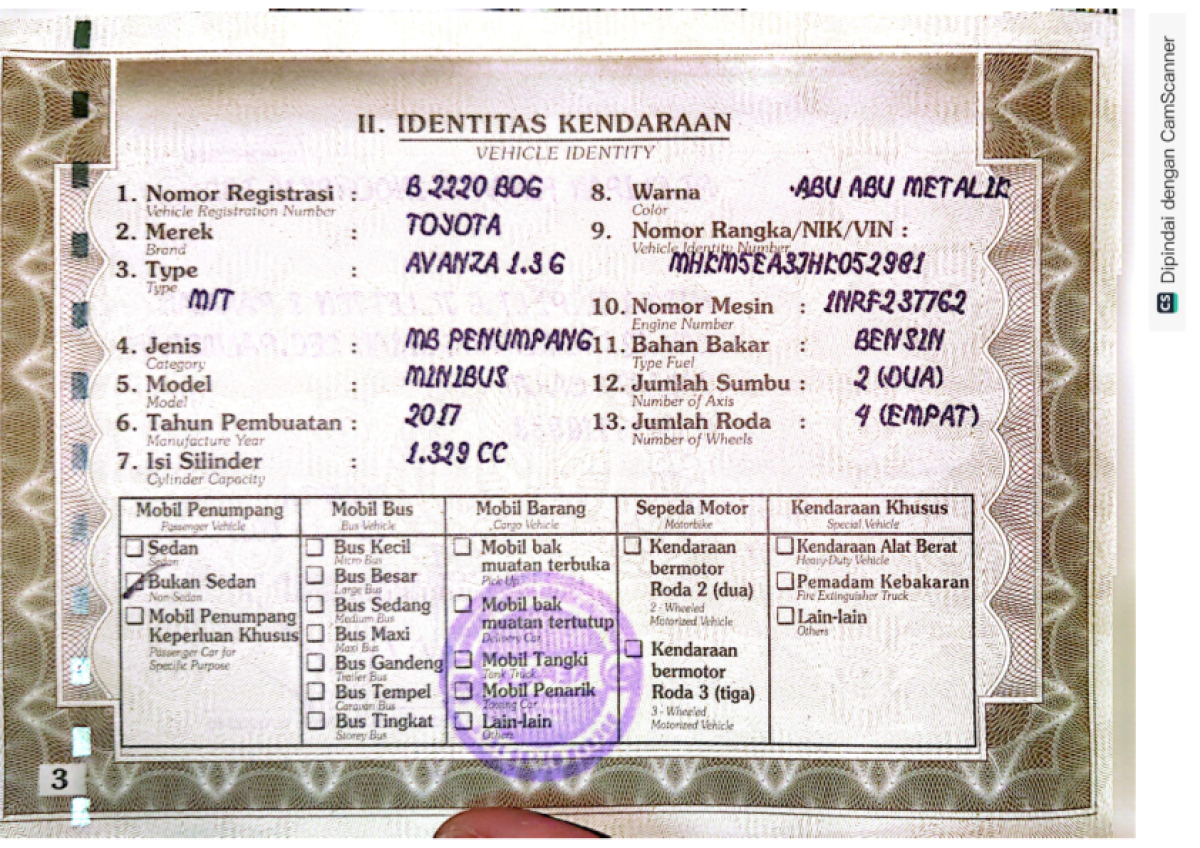 II. IDENTITAS KENDARAAN
VEHICLE IDENTITY
1. Nomor Registrasi : B 2220 BOG
Vehicle Registration Number
2. Merek : TOYOTA
Brand
3. Type : AVANZA 1.3 G
Type
M/T
4. Jenis : MB PENUMPANG
Category
5. Model : MINIBUS
Model
6. Tahun Pembuatan : 2017
Manufacture Year
7. Isi Silinder : 1.329 CC
Cylinder Capacity
8. Warna ABU ABU METALIK
Color
9. Nomor Rangka/NIK/VIN :
Vehicle Identity Number
MHKM5EA3JHK052981
10. Nomor Mesin : 1NRF237762
Engine Number
11. Bahan Bakar : BENSIN
Type Fuel
12. Jumlah Sumbu : 2 (DUA)
Number of Axis
13. Jumlah Roda : 4 (EMPAT)
Number of Wheels
Mobil Penumpang
Passenger Vehicle
Sedan
Sedan
Bukan Sedan
Non-Sedan
Mobil Penumpang
Keperluan Khusus
Passenger Car for
Specific Purpose
Mobil Bus
Bus Vehicle
Bus Kecil
Micro Bus
Bus Besar
Large Bus
Bus Sedang
Medium Bus
Bus Maxi
Maxi Bus
Bus Gandeng
Trailer Bus
Bus Tempel
Caravan Bus
Bus Tingkat
Storey Bus
Mobil Barang
Cargo Vehicle
Mobil bak
muatan terbuka
Pick Up
Mobil bak
muatan tertutup
Delivery Car
Mobil Tangki
Tank Truck
Mobil Penarik
Towing Car
Lain-lain
Others
Sepeda Motor
Motorbike
Kendaraan
bermotor
Roda 2 (dua)
2 - Wheeled
Motorized Vehicle
Kendaraan
bermotor
Roda 3 (tiga)
3 - Wheeled
Motorized Vehicle
Kendaraan Khusus
Special Vehicle
Kendaraan Alat Berat
Heavy-Duty Vehicle
Pemadam Kebakaran
Fire Extinguisher Truck
Lain-lain
Others
3
CS Dipindai dengan CamScanner